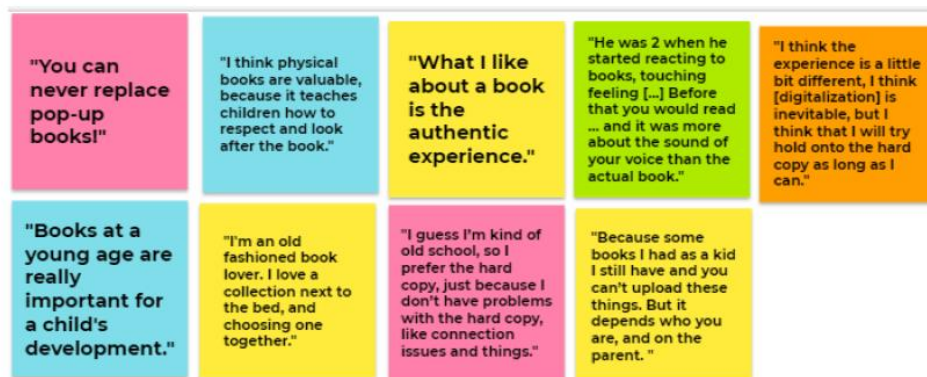 "You can
never replace
pop-up
books!"
"I think physical
books are valuable,
because it teaches
children how to
respect and look
after the book."
"What I like
about a book
is the
authentic
experience."
"He was 2 when he
started reacting to
books, touching
feeling [...] Before
that you would read
... and it was more
about the sound of
your voice than the
actual book."
"I think the
experience is a little
bit different, I think
[digitalization] is
inevitable, but I
think that I will try
hold onto the hard
copy as long as I
can."
"Books at a
young age are
really
important for
a child's
development."
"I'm an old
fashioned book
lover. I love a
collection next to
the bed, and
choosing one
together."
"I guess I'm kind of
old school, so I
prefer the hard
copy, just because I
don't have problems
with the hard copy,
like connection
issues and things."
"Because some
books I had as a kid
I still have and you
can't upload these
things. But it
depends who you
are, and on the
parent. "